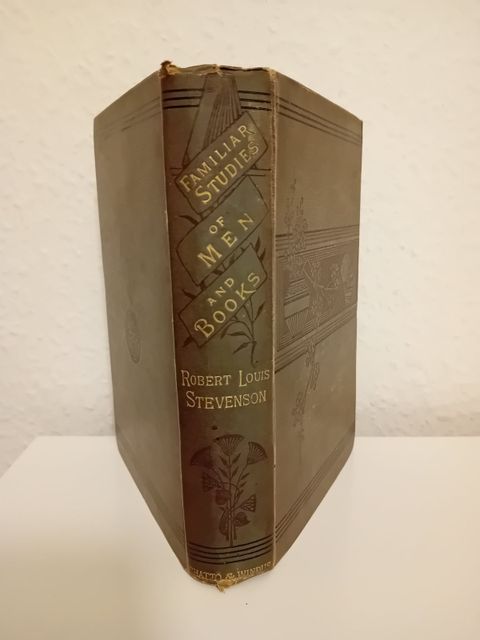 FAMILIAR
STUDIES
OF
MEN
AND
BOOKS
ROBERT LOUIS
STEVENSON
CHATTO & WINDUS